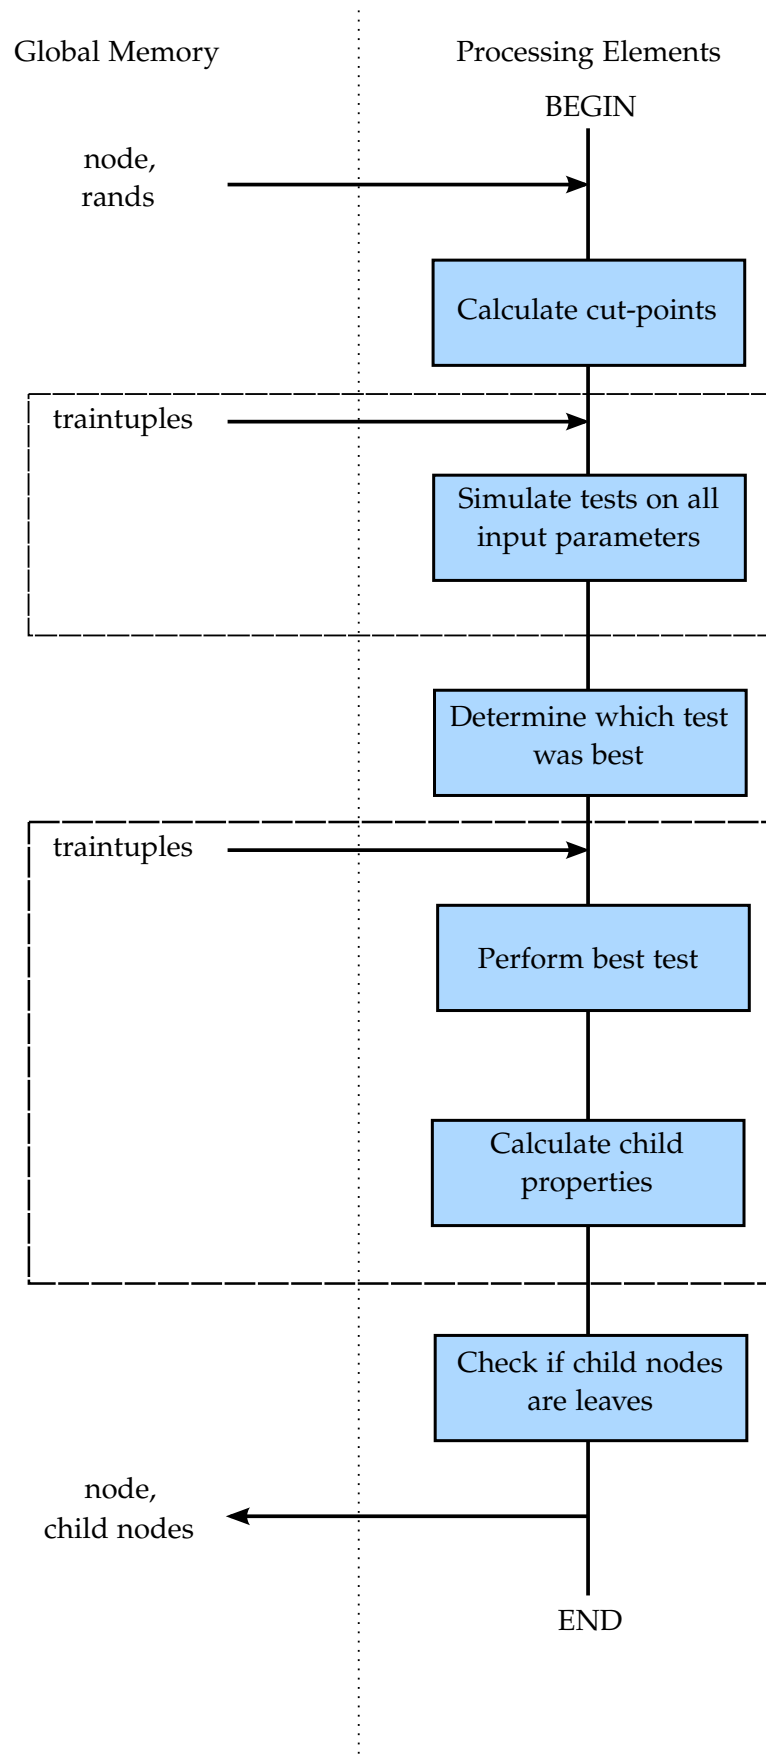 Global Memory
Processing Elements
BEGIN
node,
rands
Calculate cut-points
traintuples
Simulate tests on all
input parameters
Determine which test
was best
traintuples
Perform best test
Calculate child
properties
Check if child nodes
are leaves
node,
child nodes
END